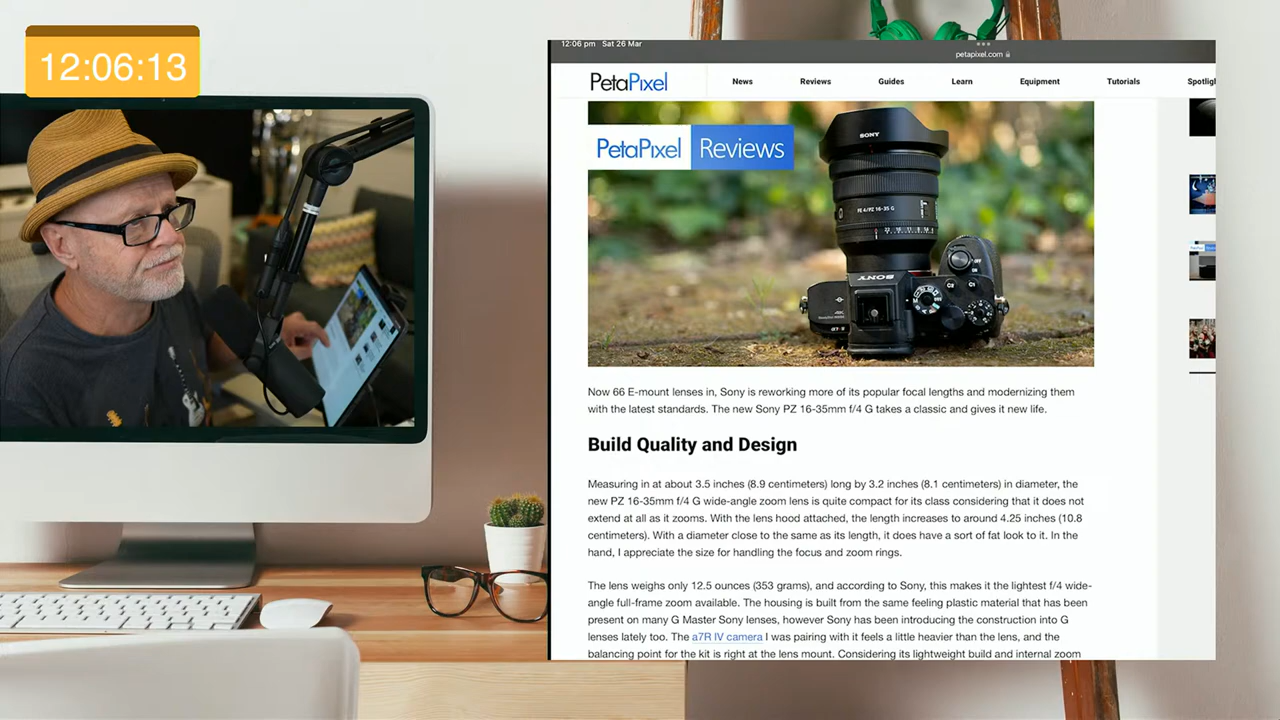 12:06:13
12:06 pm Sat 26 Mar
petapixel.com
PetaPixel
News
Reviews
Guides
Learn
Equipment
Tutorials
Spotligh
PetaPixel Reviews
SONY
PZ 4/PZ 16-35 G
SONY
OFF
ON
C2
C1
Now 66 E-mount lenses in, Sony is reworking more of its popular focal lengths and modernizing them
with the latest standards. The new Sony PZ 16-35mm f/4 G takes a classic and gives it new life.
Build Quality and Design
Measuring in at about 3.5 inches (8.9 centimeters) long by 3.2 inches (8.1 centimeters) in diameter, the
new PZ 16-35mm f/4 G wide-angle zoom lens is quite compact for its class considering that it does not
extend at all as it zooms. With the lens hood attached, the length increases to around 4.25 inches (10.8
centimeters). With a diameter close to the same as its length, it does have a sort of fat look to it. In the
hand, I appreciate the size for handling the focus and zoom rings.
The lens weighs only 12.5 ounces (353 grams), and according to Sony, this makes it the lightest f/4 wide-
angle full-frame zoom available. The housing is built from the same feeling plastic material that has been
present on many G Master Sony lenses, however Sony has been introducing the construction into G
lenses lately too. The a7R IV camera I was pairing with it feels a little heavier than the lens, and the
balancing point for the kit is right at the lens mount. Considering its lightweight build and internal zoom